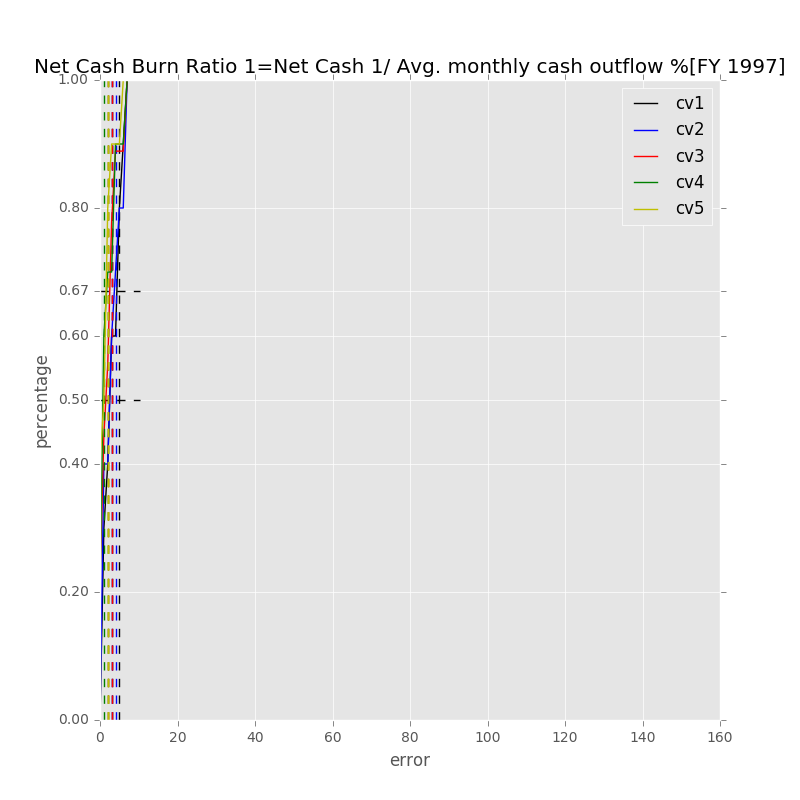 Net Cash Burn Ratio 1=Net Cash 1/ Avg. monthly cash outflow %[FY 1997]
1.00
0.80
0.67
0.60
0.50
0.40
0.20
0.00
percentage
cv1
cv2
cv3
cv4
cv5
0 20 40 60 80 100 120 140 160
error